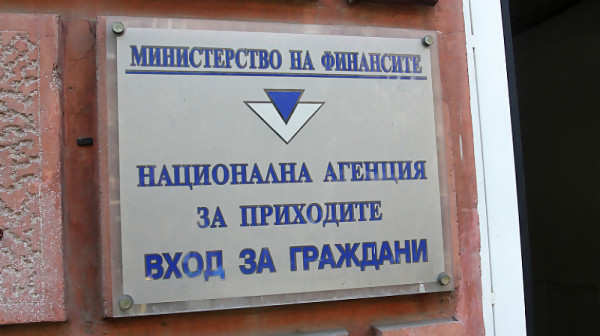 МИНИСТЕРСТВО НА ФИНАНСИТЕ
НАЦИОНАЛНА АГЕНЦИЯ
ЗА ПРИХОДИТЕ
ВХОД ЗА ГРАЖДАНИ